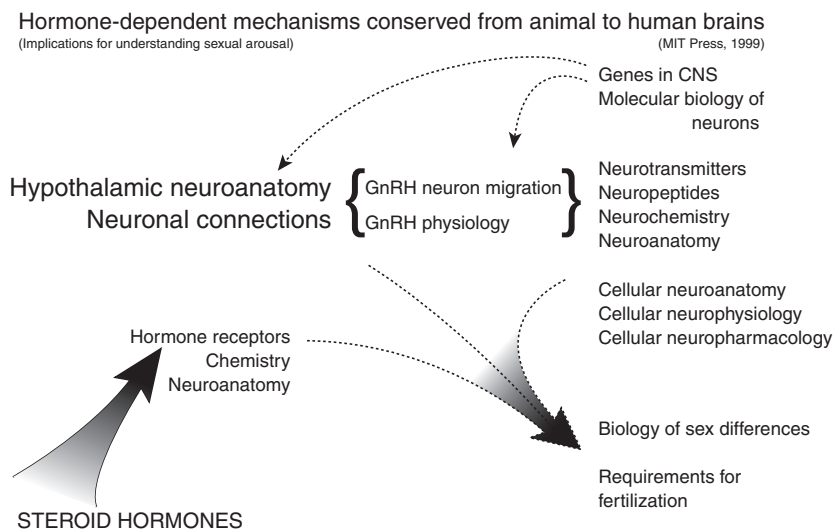 Hormone-dependent mechanisms conserved from animal to human brains
(Implications for understanding sexual arousal)
(MIT Press, 1999)
Genes in CNS
Molecular biology of
neurons
Hypothalamic neuroanatomy
Neuronal connections
{
GnRH neuron migration
GnRH physiology
}
Neurotransmitters
Neuropeptides
Neurochemistry
Neuroanatomy
Cellular neuroanatomy
Cellular neurophysiology
Cellular neuropharmacology
Hormone receptors
Chemistry
Neuroanatomy
Biology of sex differences
Requirements for
fertilization
STEROID HORMONES